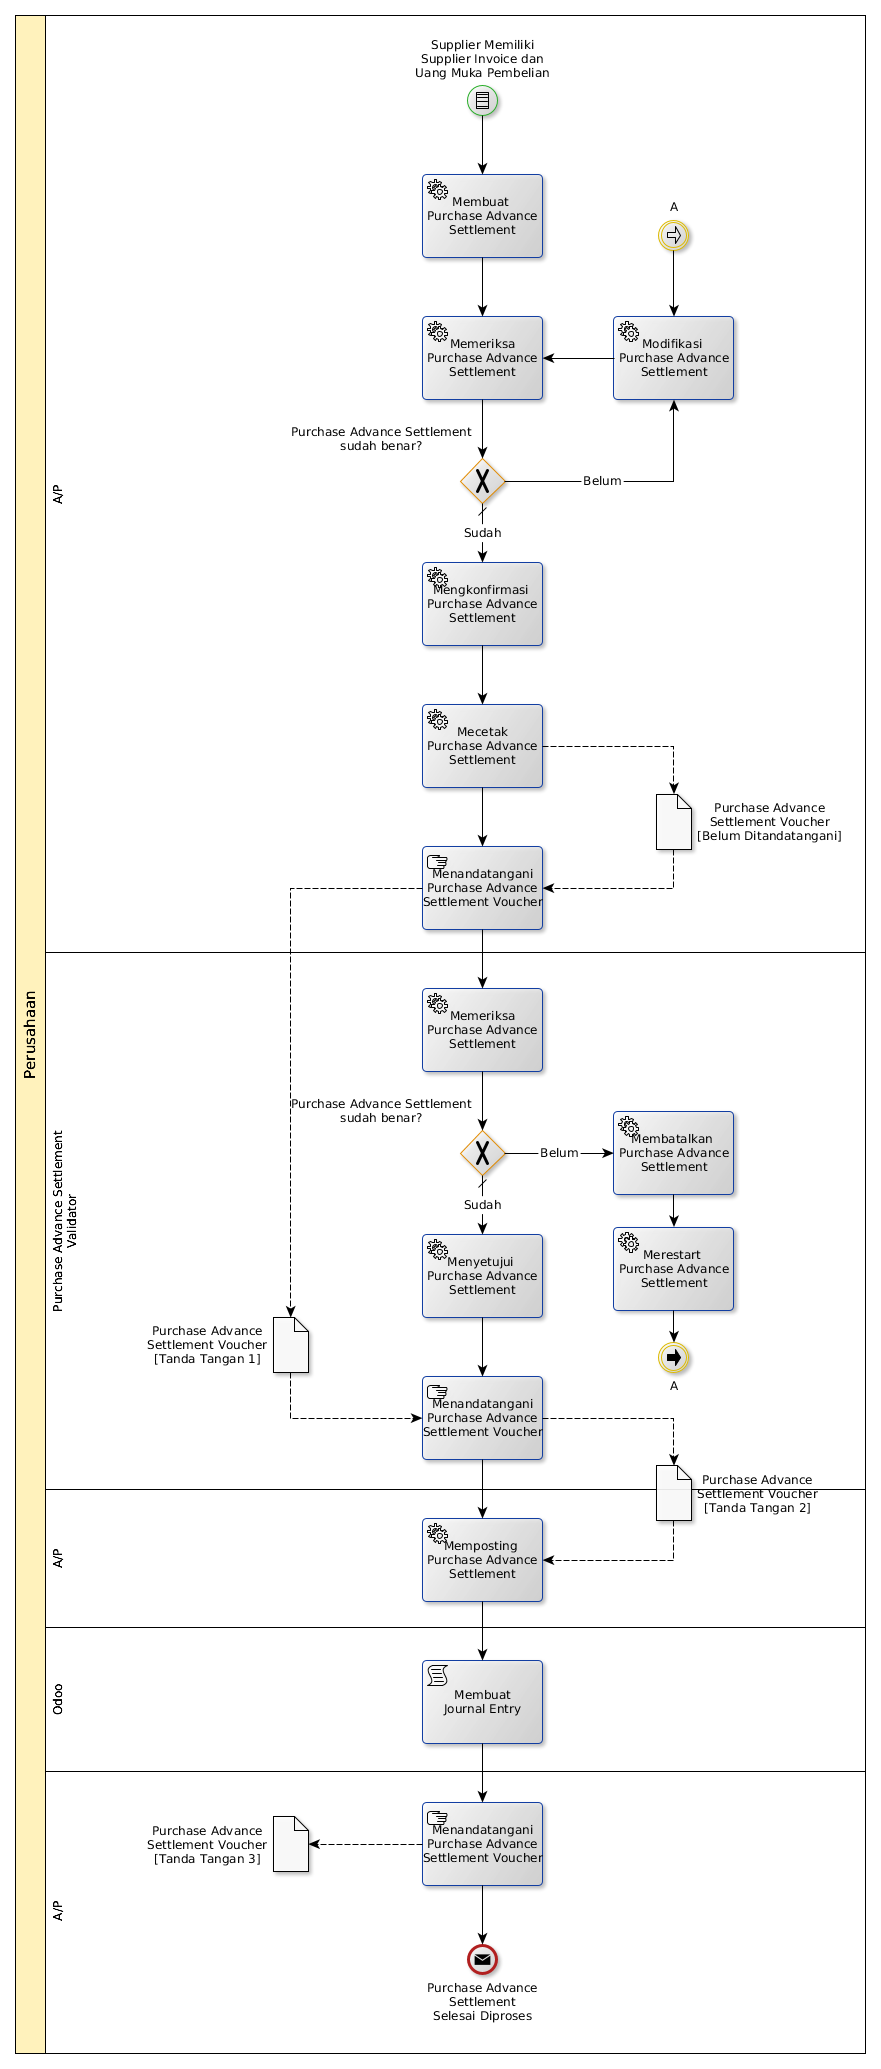 Supplier Memiliki
Supplier Invoice dan
Uang Muka Pembelian
Membuat
Purchase Advance
Settlement
A
Memeriksa
Purchase Advance
Settlement
Modifikasi
Purchase Advance
Settlement
Purchase Advance Settlement
sudah benar?
Belum
A/P
Sudah
Mengkonfirmasi
Purchase Advance
Settlement
Mecetak
Purchase Advance
Settlement
Purchase Advance
Settlement Voucher
[Belum Ditandatangani]
Menandatangani
Purchase Advance
Settlement Voucher
Perusahaan
Memeriksa
Purchase Advance
Settlement
Purchase Advance Settlement
sudah benar?
Belum
Membatalkan
Purchase Advance
Settlement
Purchase Advance Settlement
Validator
Sudah
Menyetujui
Purchase Advance
Settlement
Merestart
Purchase Advance
Settlement
Purchase Advance
Settlement Voucher
[Tanda Tangan 1]
A
Menandatangani
Purchase Advance
Settlement Voucher
Purchase Advance
Settlement Voucher
[Tanda Tangan 2]
A/P
Memposting
Purchase Advance
Settlement
Odoo
Membuat
Journal Entry
Purchase Advance
Settlement Voucher
[Tanda Tangan 3]
Menandatangani
Purchase Advance
Settlement Voucher
A/P
Purchase Advance
Settlement
Selesai Diproses